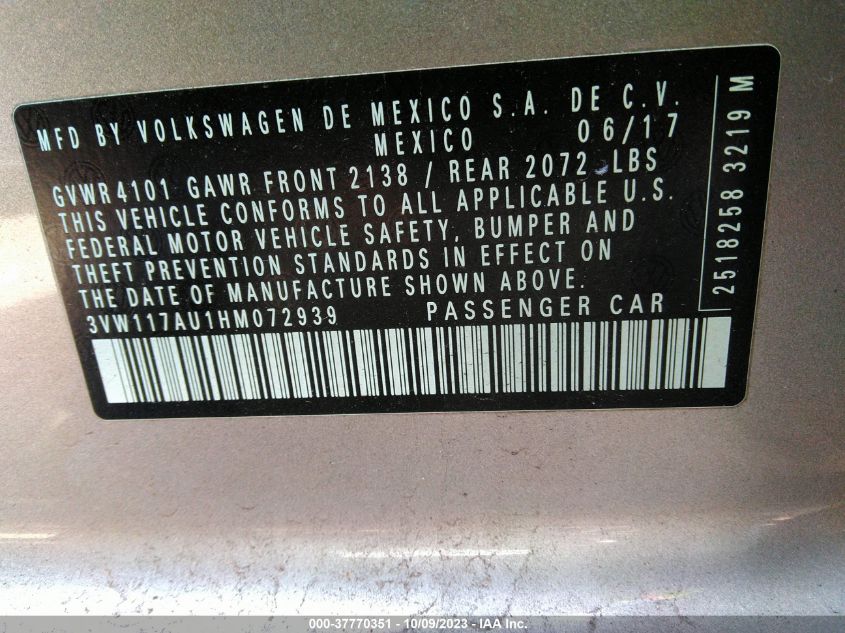 MFD BY VOLKSWAGEN DE MEXICO S.A. DE C.V.
MEXICO 06/17
GVWR4101 GAWR FRONT 2138 / REAR 2072 LBS
THIS VEHICLE CONFORMS TO ALL APPLICABLE U.S.
FEDERAL MOTOR VEHICLE SAFETY, BUMPER AND
THEFT PREVENTION STANDARDS IN EFFECT ON
THE DATE OF MANUFACTURE SHOWN ABOVE.
3VW117AU1HM072939 PASSENGER CAR
2518258 3219 M
000-37770351 | 10/09/2023 - IAA Inc.